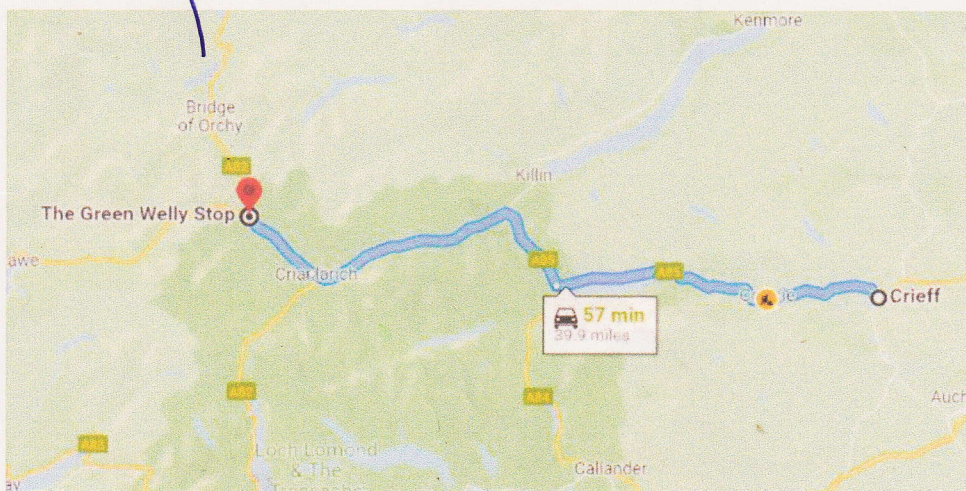 Kenmore
Bridge
of Orchy
A82
Killin
The Green Welly Stop
awe
Crianlarich
A85
A85
Crieff
57 min
39.9 miles
A82
A84
Auch
A83
Loch Lomond
& The
Callander
ay